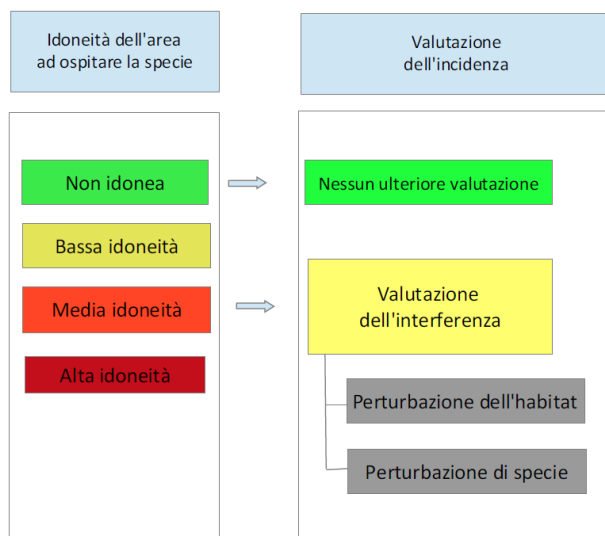 Idoneità dell'area
ad ospitare la specie
Valutazione
dell'incidenza
Non idonea
Nessun ulteriore valutazione
Bassa idoneità
Media idoneità
Alta idoneità
Valutazione
dell'interferenza
Perturbazione dell'habitat
Perturbazione di specie